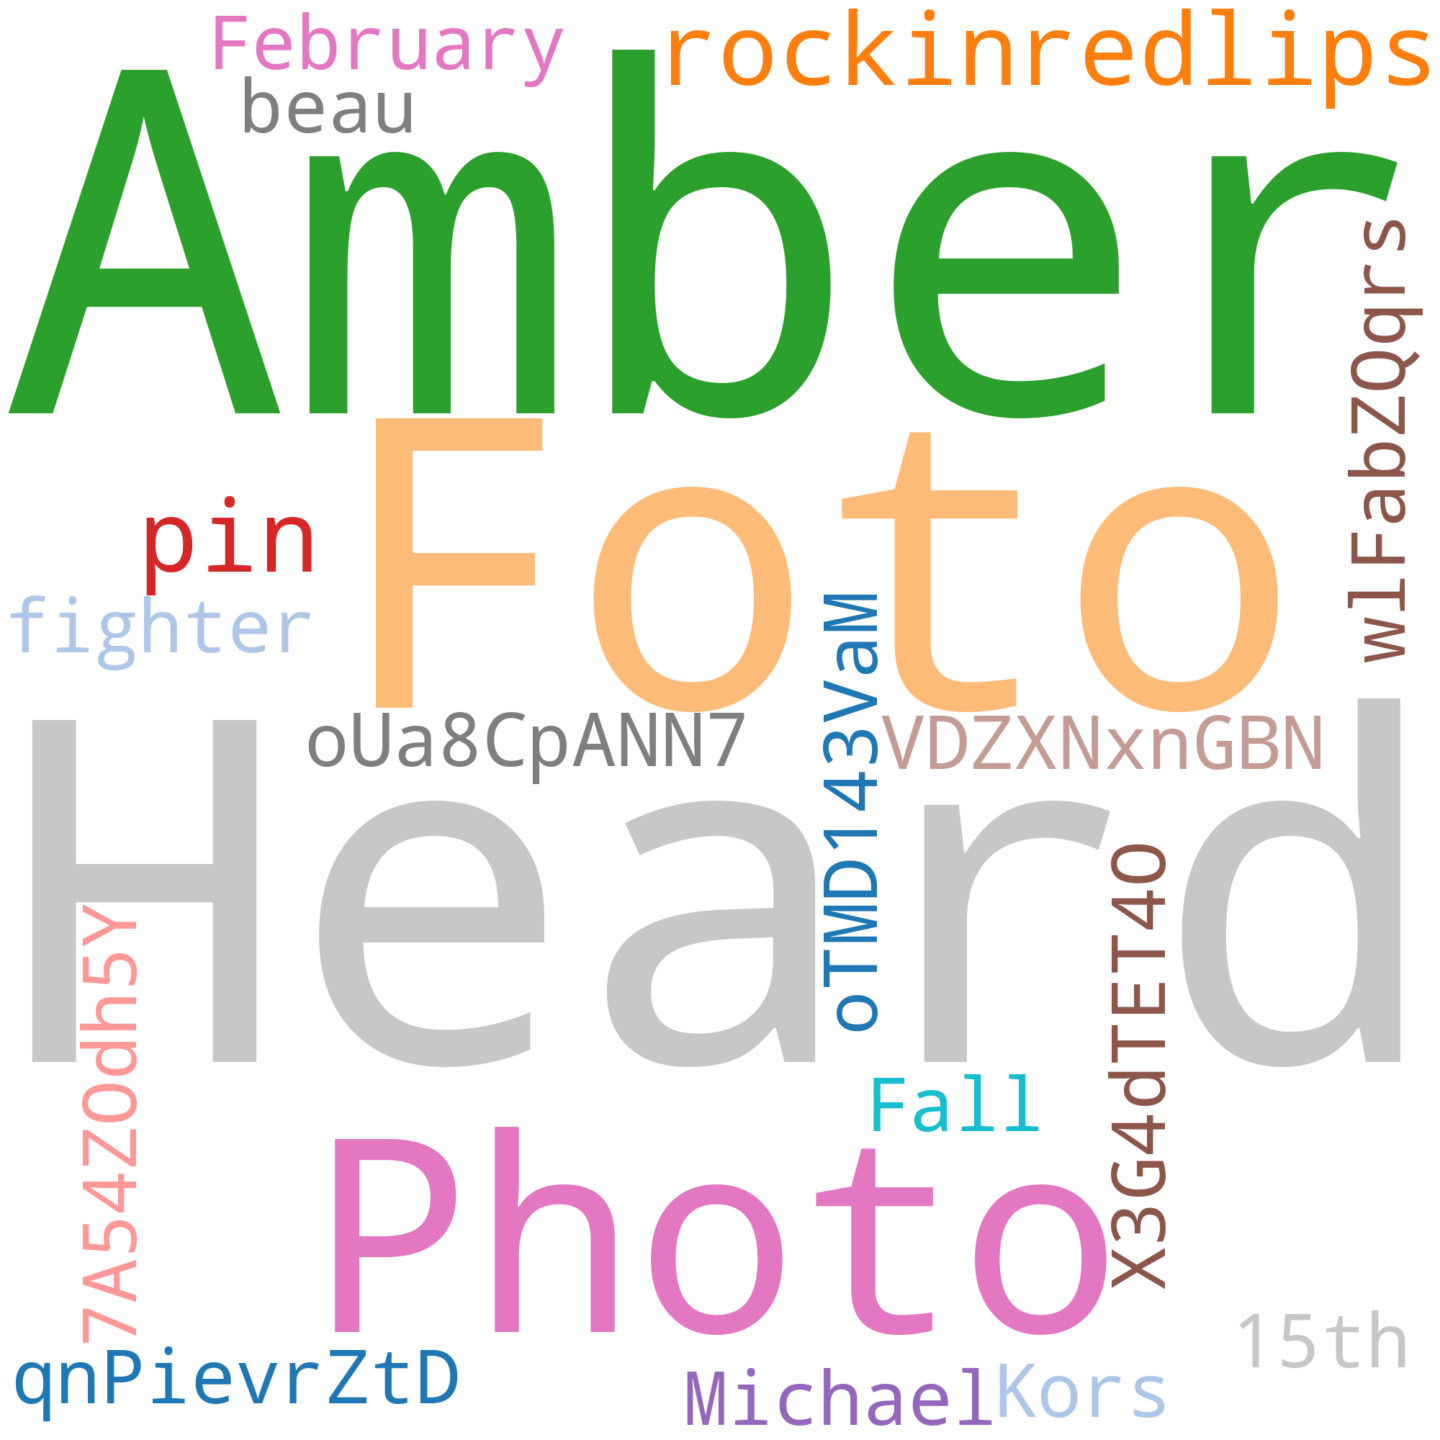 February
rockinredlips
beau
Amber
wlFabZQqrs
Foto
pin
fighter
oTMD143VaM
oUa8CpANN7
VDZXNxnGBN
Heard
7A54ZOdh5Y
X3G4dTET4O
Fall
Photo
15th
qnPievrZtD
Michael
Kors